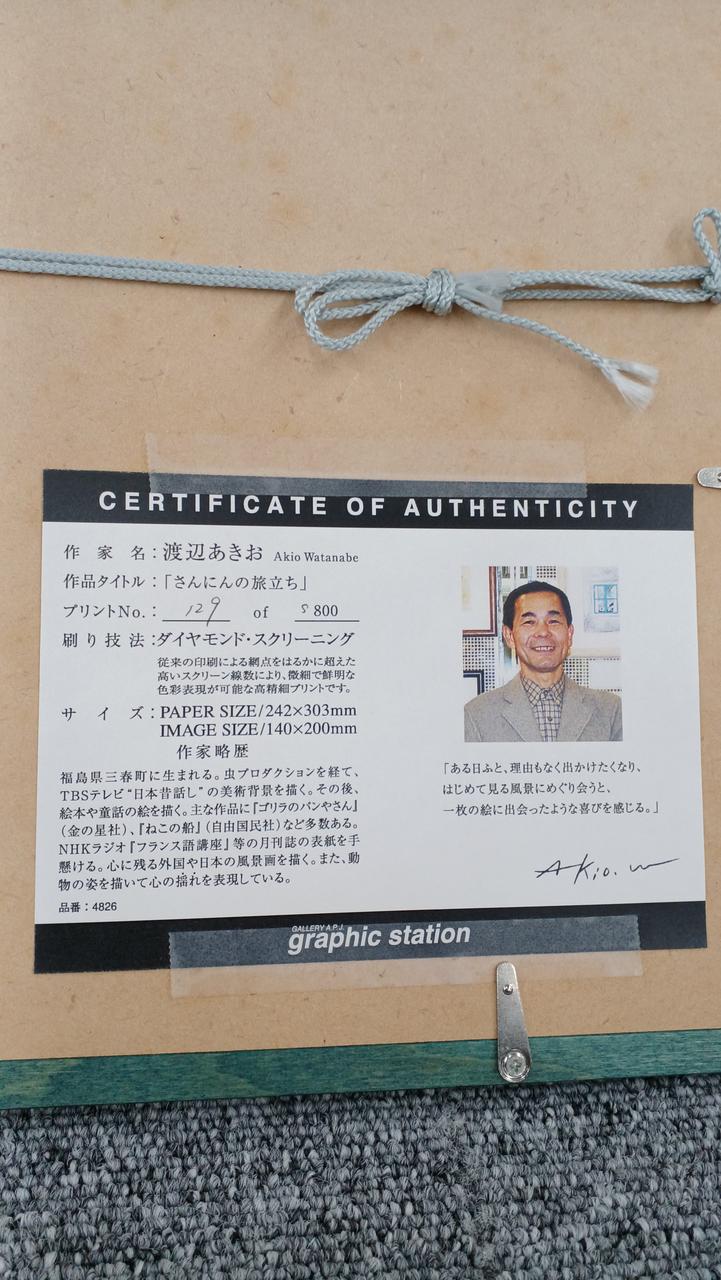 CERTIFICATE OF AUTHENTICITY
作家名：渡辺あきお Akio Watanabe
作品タイトル：「さんにんの旅立ち」
プリントNo.： 129 of S 800
刷り技法：ダイヤモンド・スクリーニング
従来の印刷による網点をはるかに超えた
高いスクリーン線数により、微細で鮮明な
色彩表現が可能な高精細プリントです。
サイズ：PAPER SIZE/242×303mm
IMAGE SIZE/140×200mm
作家略歴
福島県三春町に生まれる。虫プロダクションを経て、
TBSテレビ“日本昔話し”の美術背景を描く。その後、
絵本や童話の絵を描く。主な作品に『ゴリラのパンやさん』
（金の星社）、『ねこの船』（自由国民社）など多数ある。
NHKラジオ『フランス語講座』等の月刊誌の表紙を手
懸ける。心に残る外国や日本の風景画を描く。また、動
物の姿を描いて心の揺れを表現している。
品番：4826
「ある日ふと、理由もなく出かけたくなり、
はじめて見る風景にめぐり会うと、
一枚の絵に出会ったような喜びを感じる。」
Akio. w
GALLERY A.P.J.
graphic station